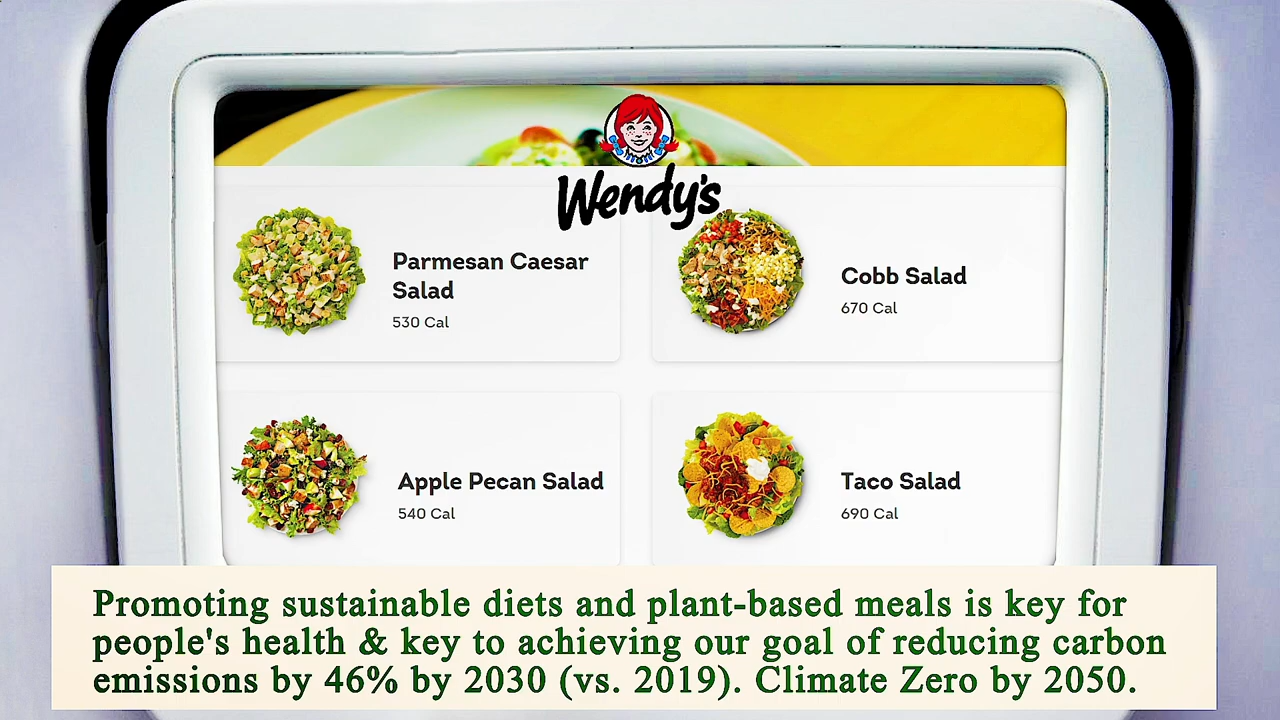 Wendy's
Parmesan Caesar
Salad
530 Cal
Cobb Salad
670 Cal
Apple Pecan Salad
540 Cal
Taco Salad
690 Cal
Promoting sustainable diets and plant-based meals is key for
people's health & key to achieving our goal of reducing carbon
emissions by 46% by 2030 (vs. 2019). Climate Zero by 2050.